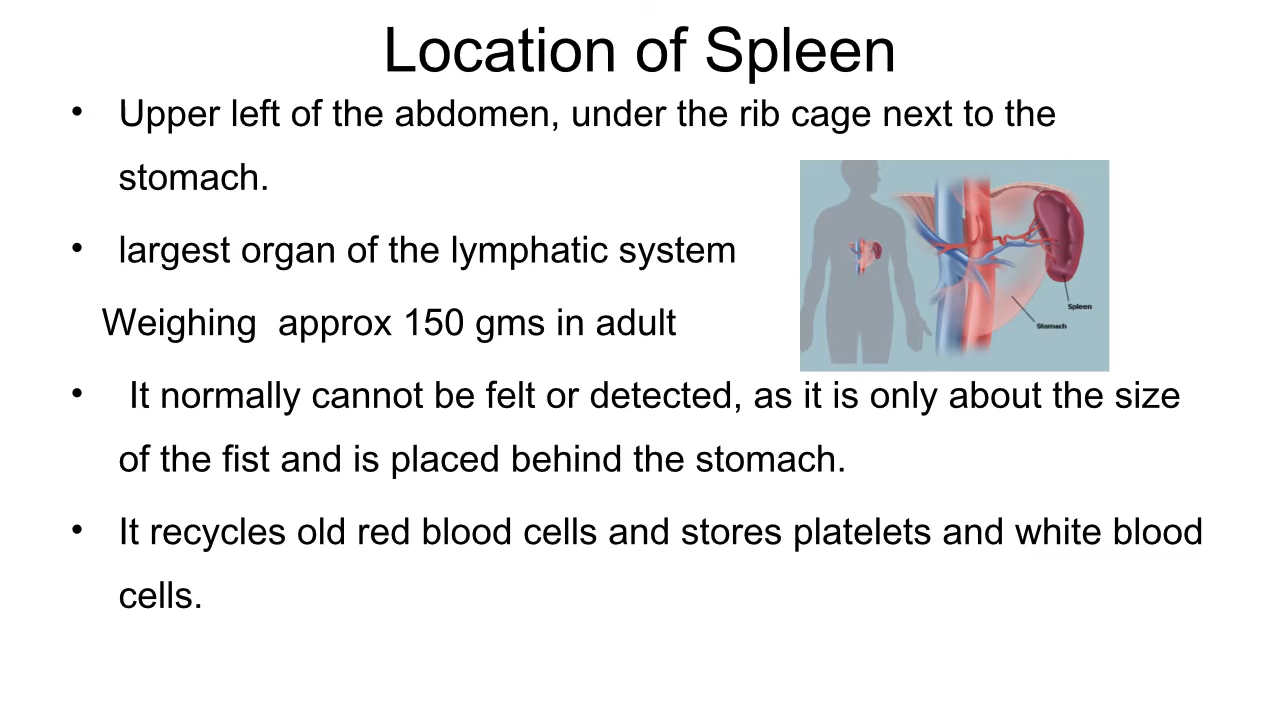 Location of Spleen
• Upper left of the abdomen, under the rib cage next to the
stomach.
• largest organ of the lymphatic system
Weighing  approx 150 gms in adult
• It normally cannot be felt or detected, as it is only about the size
of the fist and is placed behind the stomach.
• It recycles old red blood cells and stores platelets and white blood
cells.
Spleen
Stomach